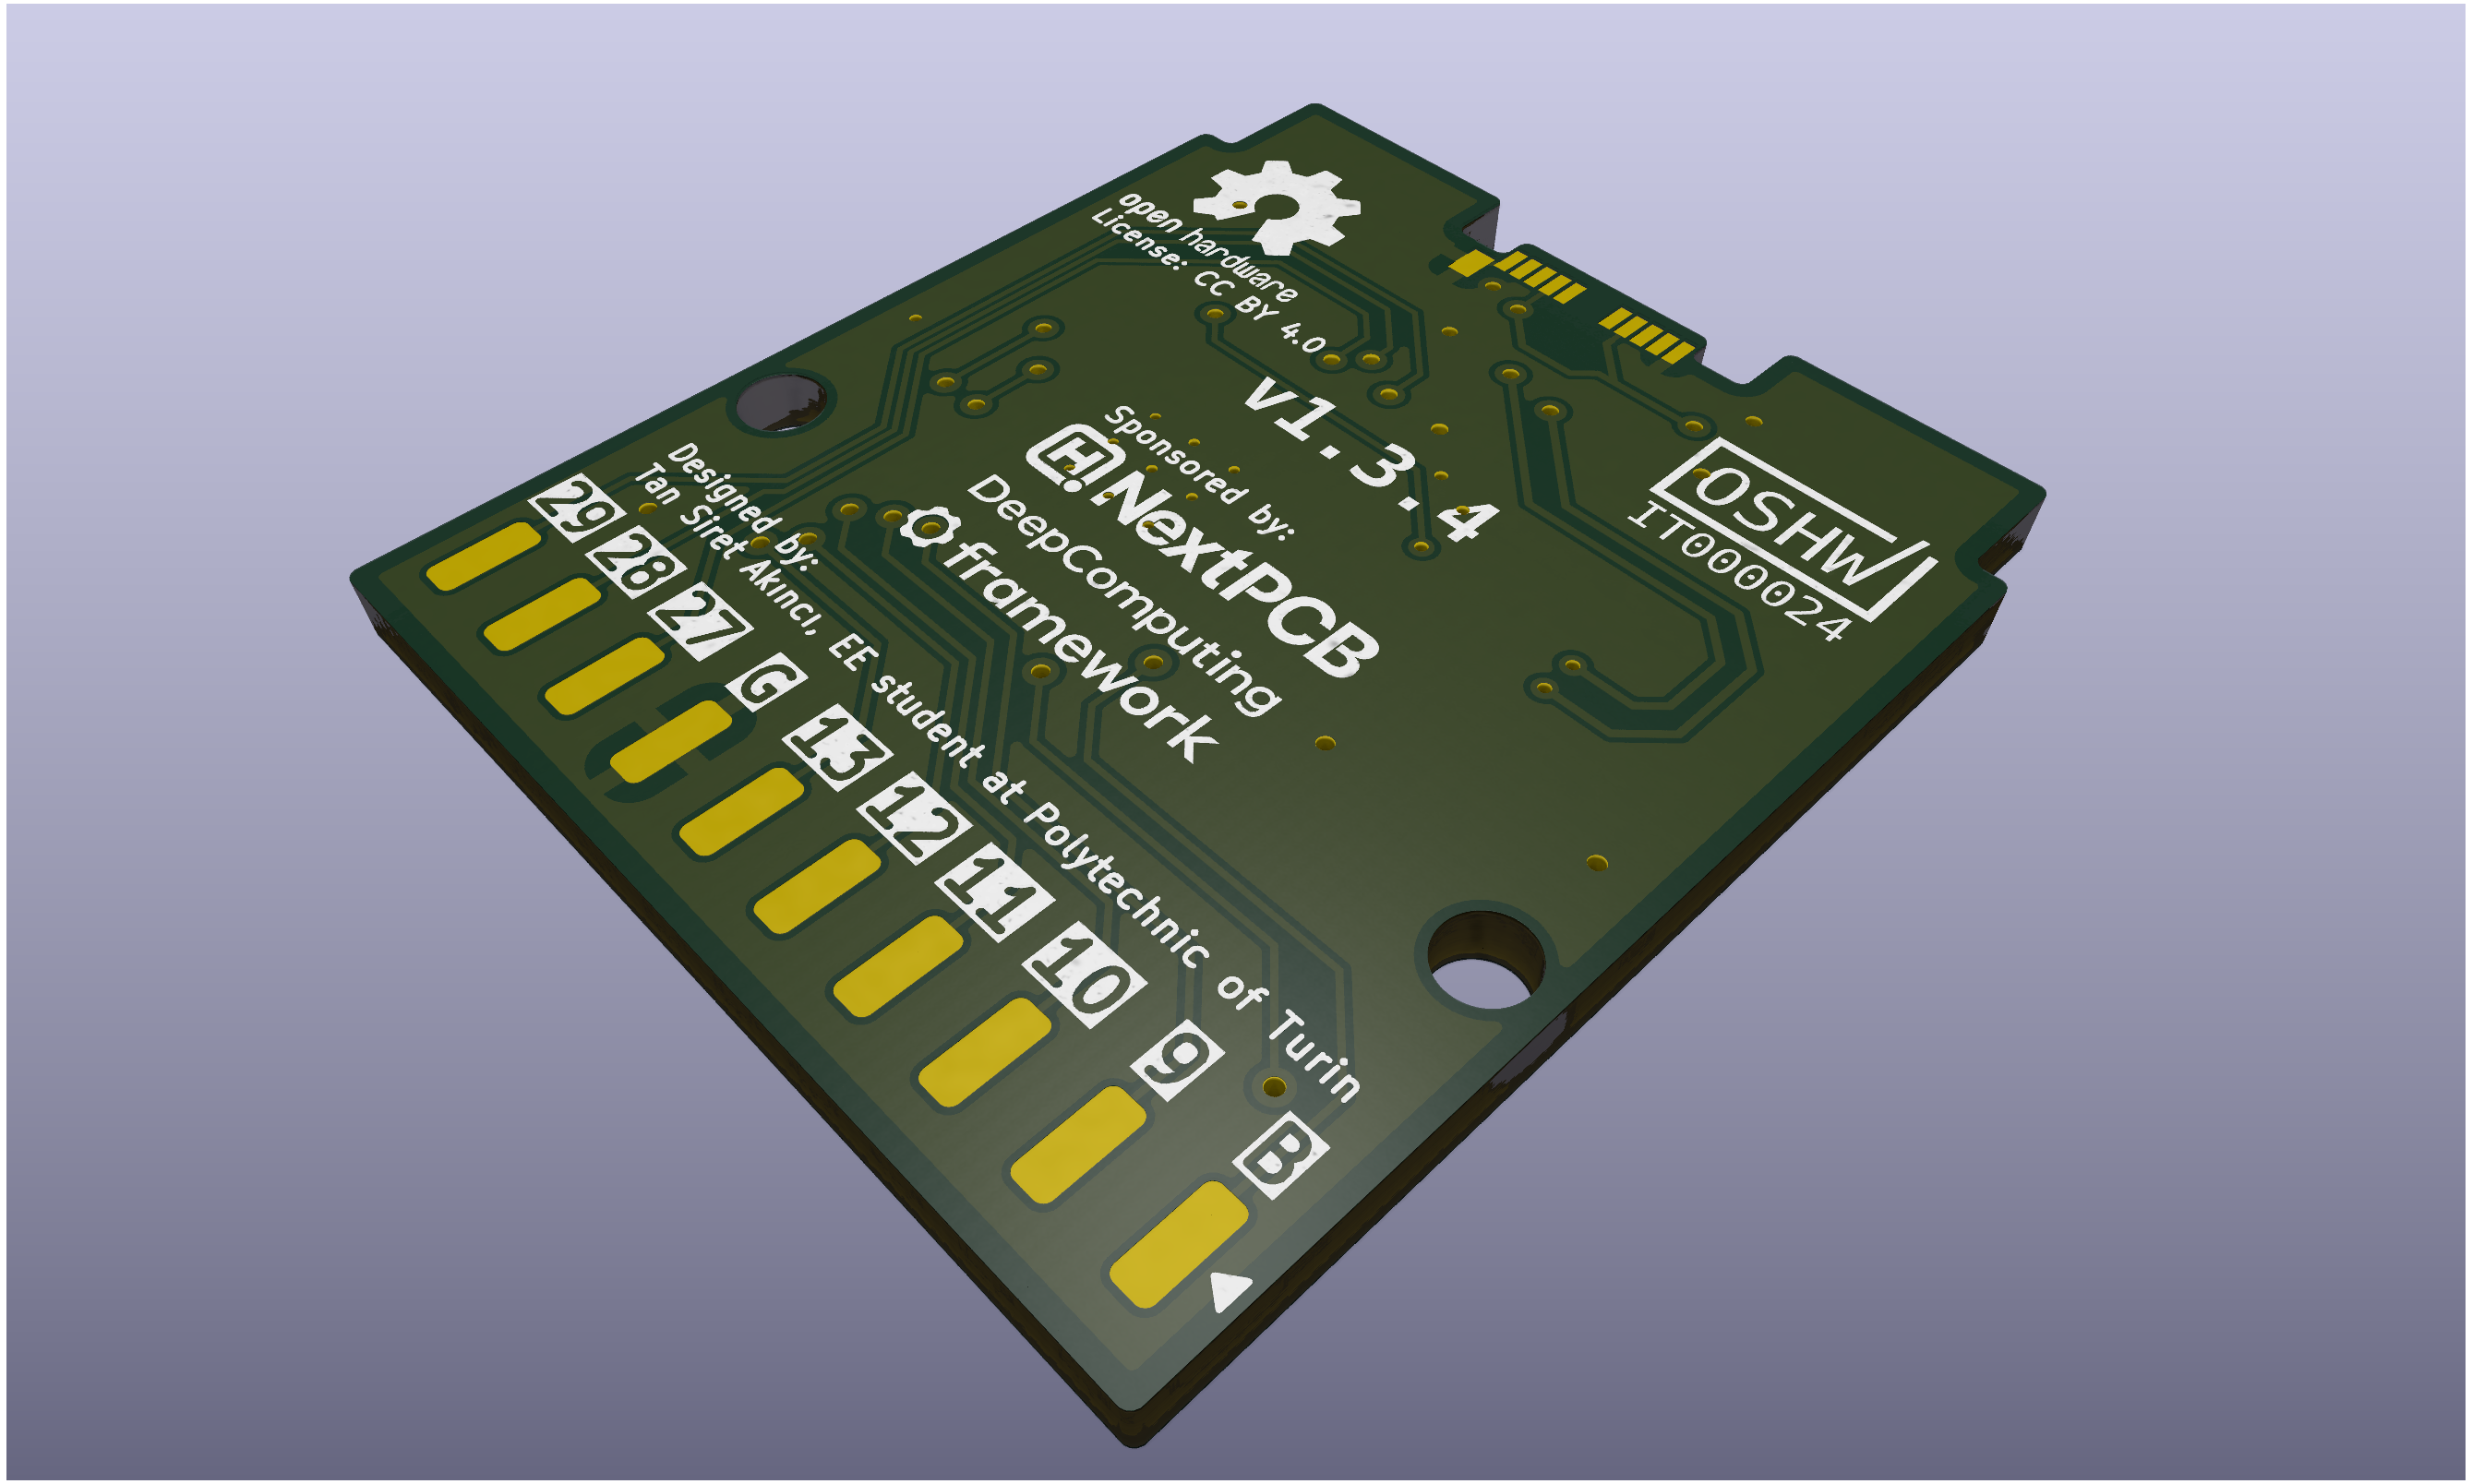 open hardware
License: CC BY 4.0
v1.3.4
Sponsored by:
H NextPCB
DeepComputing
framework
OSHW
IT000024
Designed by:
Tan Siret Akıncı, EE student at Polytechnic of Turin
29
28
27
G
13
12
11
10
9
B